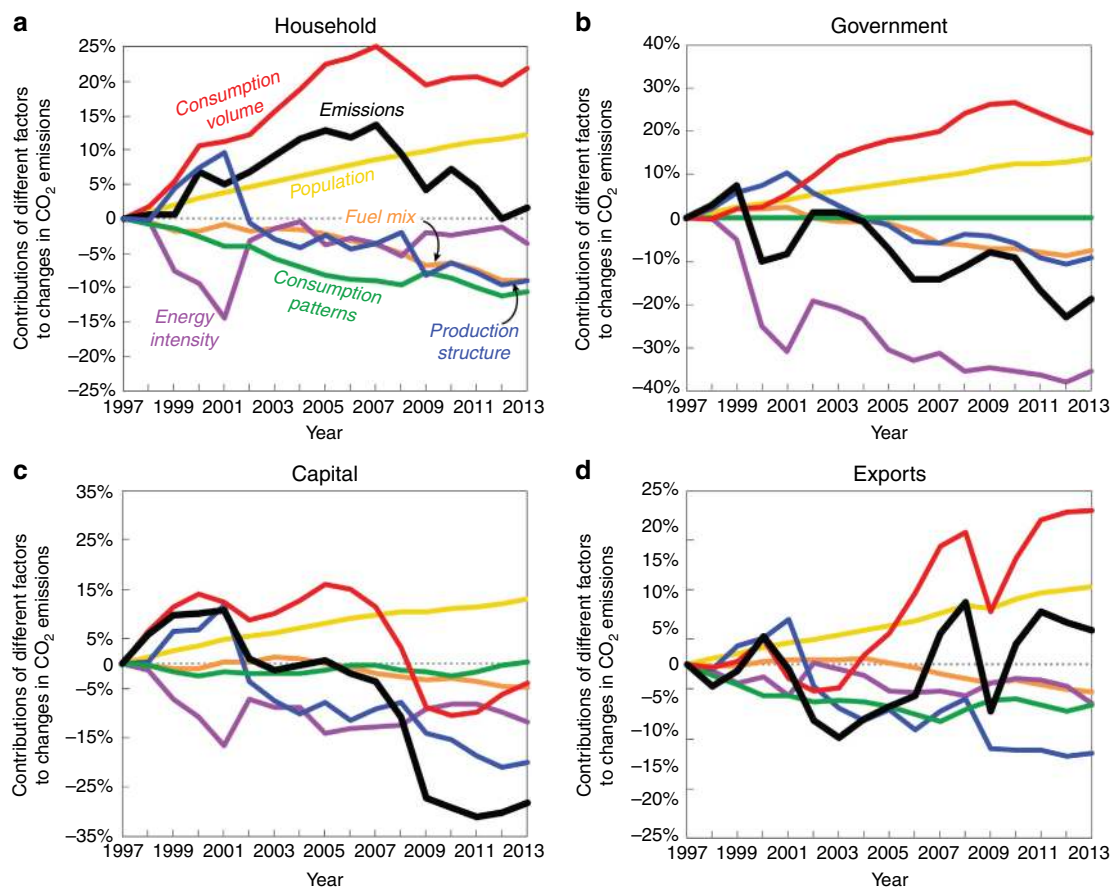 a
Household
Contributions of different factors
to changes in CO2 emissions
25%
20%
15%
10%
5%
0
–5%
–10%
–15%
–20%
–25%
Consumption
volume
Emissions
Population
Fuel mix
Consumption
patterns
Energy
intensity
Production
structure
1997 1999 2001 2003 2005 2007 2009 2011 2013
Year
b
Government
Contributions of different factors
to changes in CO2 emissions
40%
30%
20%
10%
0
–10%
–20%
–30%
–40%
1997 1999 2001 2003 2005 2007 2009 2011 2013
Year
c
Capital
Contributions of different factors
to changes in CO2 emissions
35%
25%
15%
5%
0
–5%
–15%
–25%
–35%
1997 1999 2001 2003 2005 2007 2009 2011 2013
Year
d
Exports
Contributions of different factors
to changes in CO2 emissions
25%
20%
15%
10%
5%
0
–5%
–10%
–15%
–20%
–25%
1997 1999 2001 2003 2005 2007 2009 2011 2013
Year